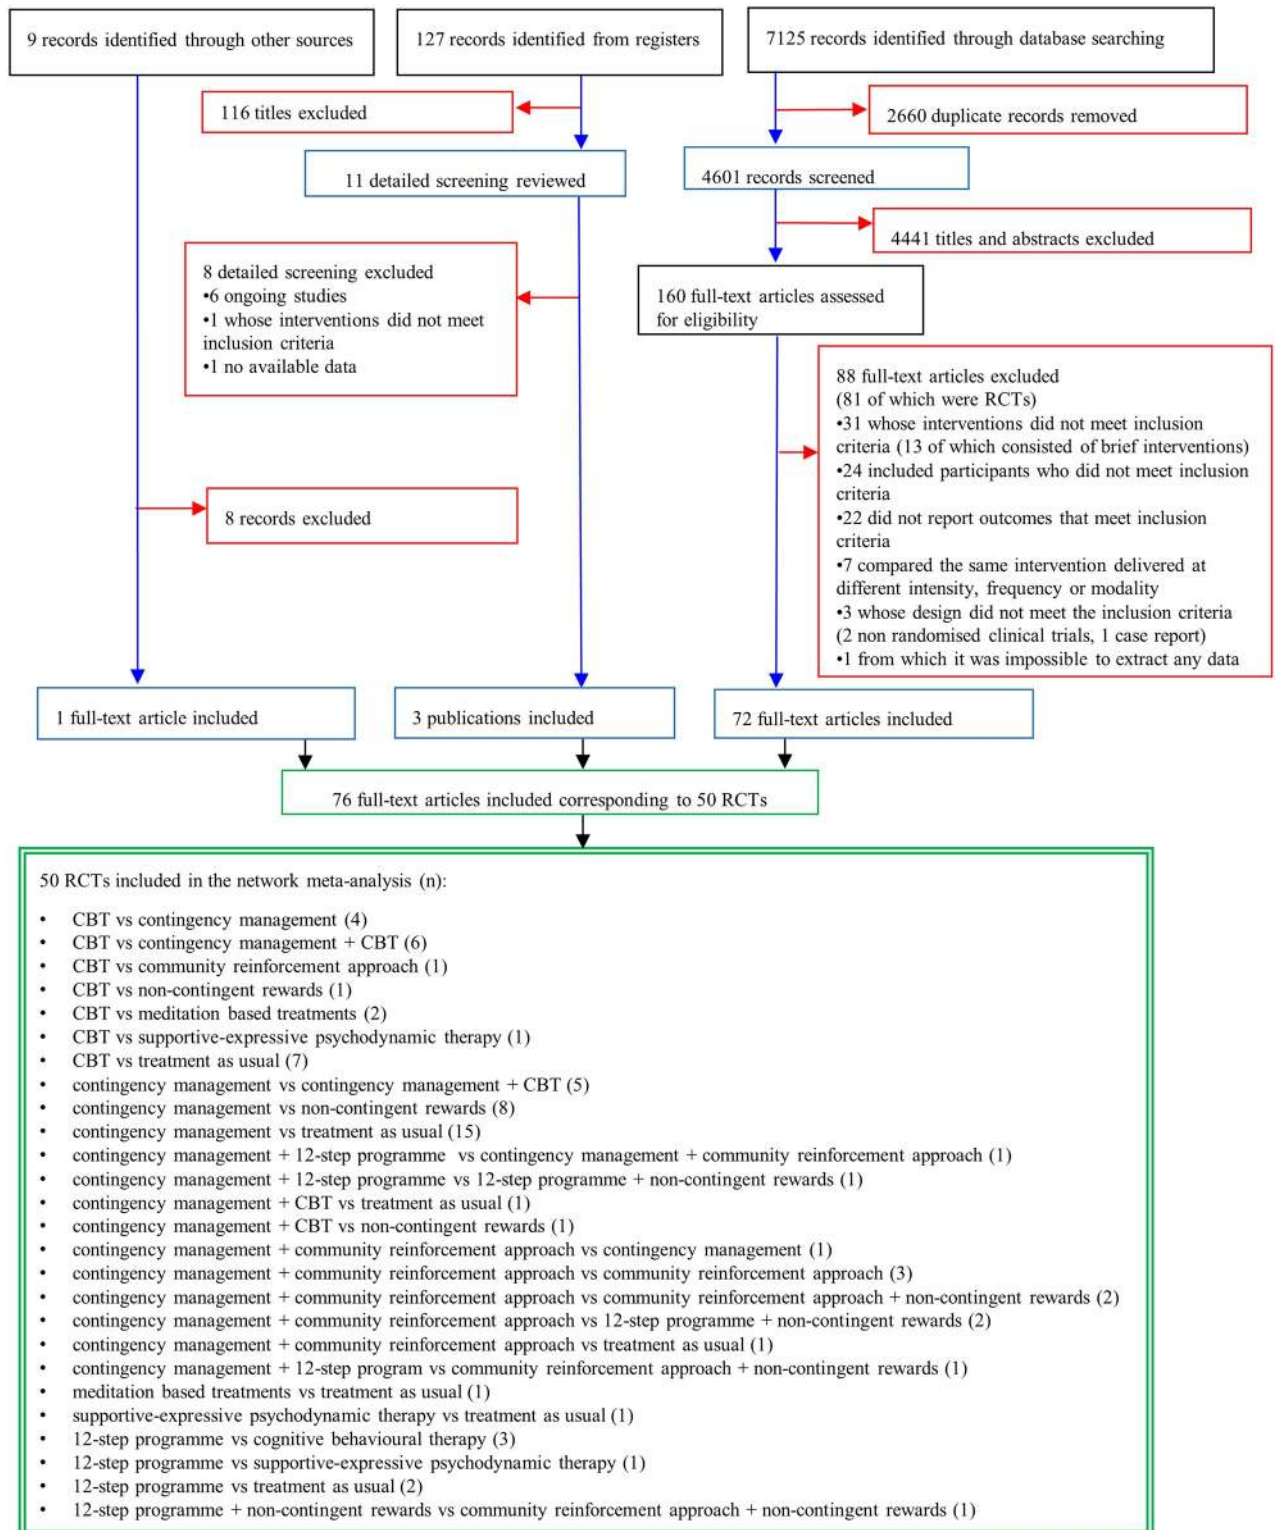 9 records identified through other sources
127 records identified from registers
7125 records identified through database searching
116 titles excluded
2660 duplicate records removed
11 detailed screening reviewed
4601 records screened
4441 titles and abstracts excluded
8 detailed screening excluded
•6 ongoing studies
•1 whose interventions did not meet
inclusion criteria
•1 no available data
160 full-text articles assessed
for eligibility
88 full-text articles excluded
(81 of which were RCTs)
•31 whose interventions did not meet inclusion
criteria (13 of which consisted of brief interventions)
•24 included participants who did not meet inclusion
criteria
•22 did not report outcomes that meet inclusion
criteria
•7 compared the same intervention delivered at
different intensity, frequency or modality
•3 whose design did not meet the inclusion criteria
(2 non randomised clinical trials, 1 case report)
•1 from which it was impossible to extract any data
8 records excluded
1 full-text article included
3 publications included
72 full-text articles included
76 full-text articles included corresponding to 50 RCTs
50 RCTs included in the network meta-analysis (n):
• CBT vs contingency management (4)
• CBT vs contingency management + CBT (6)
• CBT vs community reinforcement approach (1)
• CBT vs non-contingent rewards (1)
• CBT vs meditation based treatments (2)
• CBT vs supportive-expressive psychodynamic therapy (1)
• CBT vs treatment as usual (7)
• contingency management vs contingency management + CBT (5)
• contingency management vs non-contingent rewards (8)
• contingency management vs treatment as usual (15)
• contingency management + 12-step programme vs contingency management + community reinforcement approach (1)
• contingency management + 12-step programme vs 12-step programme + non-contingent rewards (1)
• contingency management + CBT vs treatment as usual (1)
• contingency management + CBT vs non-contingent rewards (1)
• contingency management + community reinforcement approach vs contingency management (1)
• contingency management + community reinforcement approach vs community reinforcement approach (3)
• contingency management + community reinforcement approach vs community reinforcement approach + non-contingent rewards (2)
• contingency management + community reinforcement approach vs 12-step programme + non-contingent rewards (2)
• contingency management + community reinforcement approach vs treatment as usual (1)
• contingency management + 12-step program vs community reinforcement approach + non-contingent rewards (1)
• meditation based treatments vs treatment as usual (1)
• supportive-expressive psychodynamic therapy vs treatment as usual (1)
• 12-step programme vs cognitive behavioural therapy (3)
• 12-step programme vs supportive-expressive psychodynamic therapy (1)
• 12-step programme vs treatment as usual (2)
• 12-step programme + non-contingent rewards vs community reinforcement approach + non-contingent rewards (1)